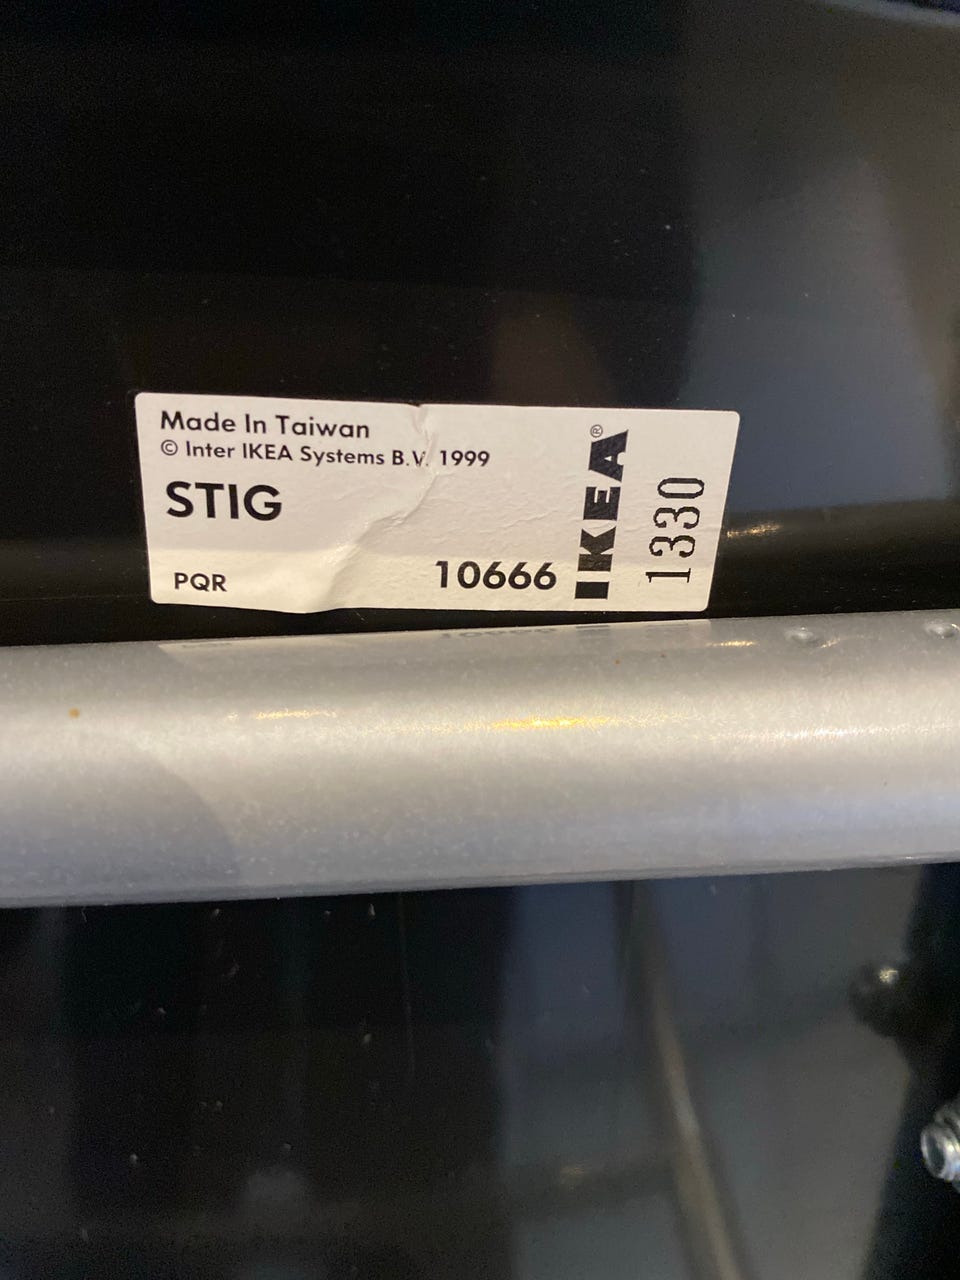 Made In Taiwan
© Inter IKEA Systems B.V. 1999
STIG
PQR
10666
IKEA®
1330